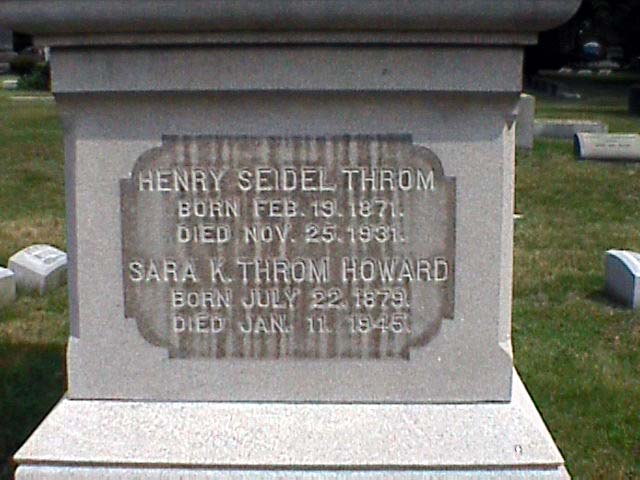 HENRY SEIDEL THROM
BORN FEB. 19. 1871.
DIED NOV. 25. 1931.
SARA K. THROM HOWARD
BORN JULY 22. 1879.
DIED JAN. 11. 1945.